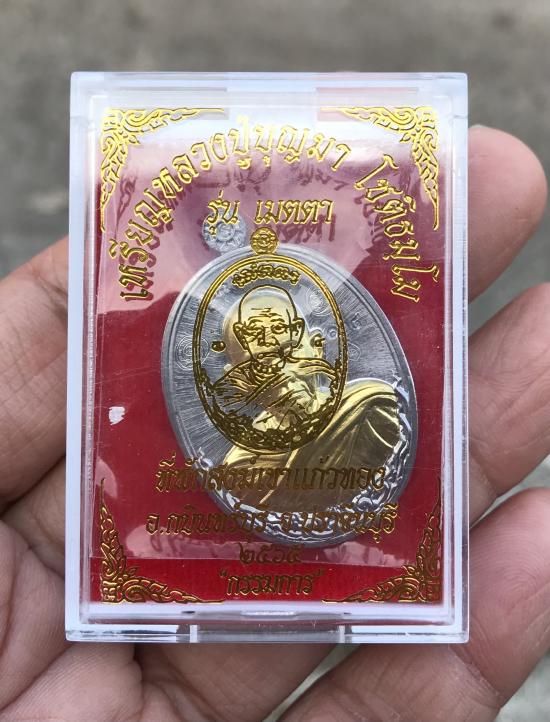 เหรียญหลวงปู่บุญมา โชติธมฺโม
รุ่น เมตตา
ที่พักสงฆ์เขาแก้วทอง
อ.กบินทร์บุรี จ.ปราจีนบุรี
๒๕๖๕
"กรรมการ"